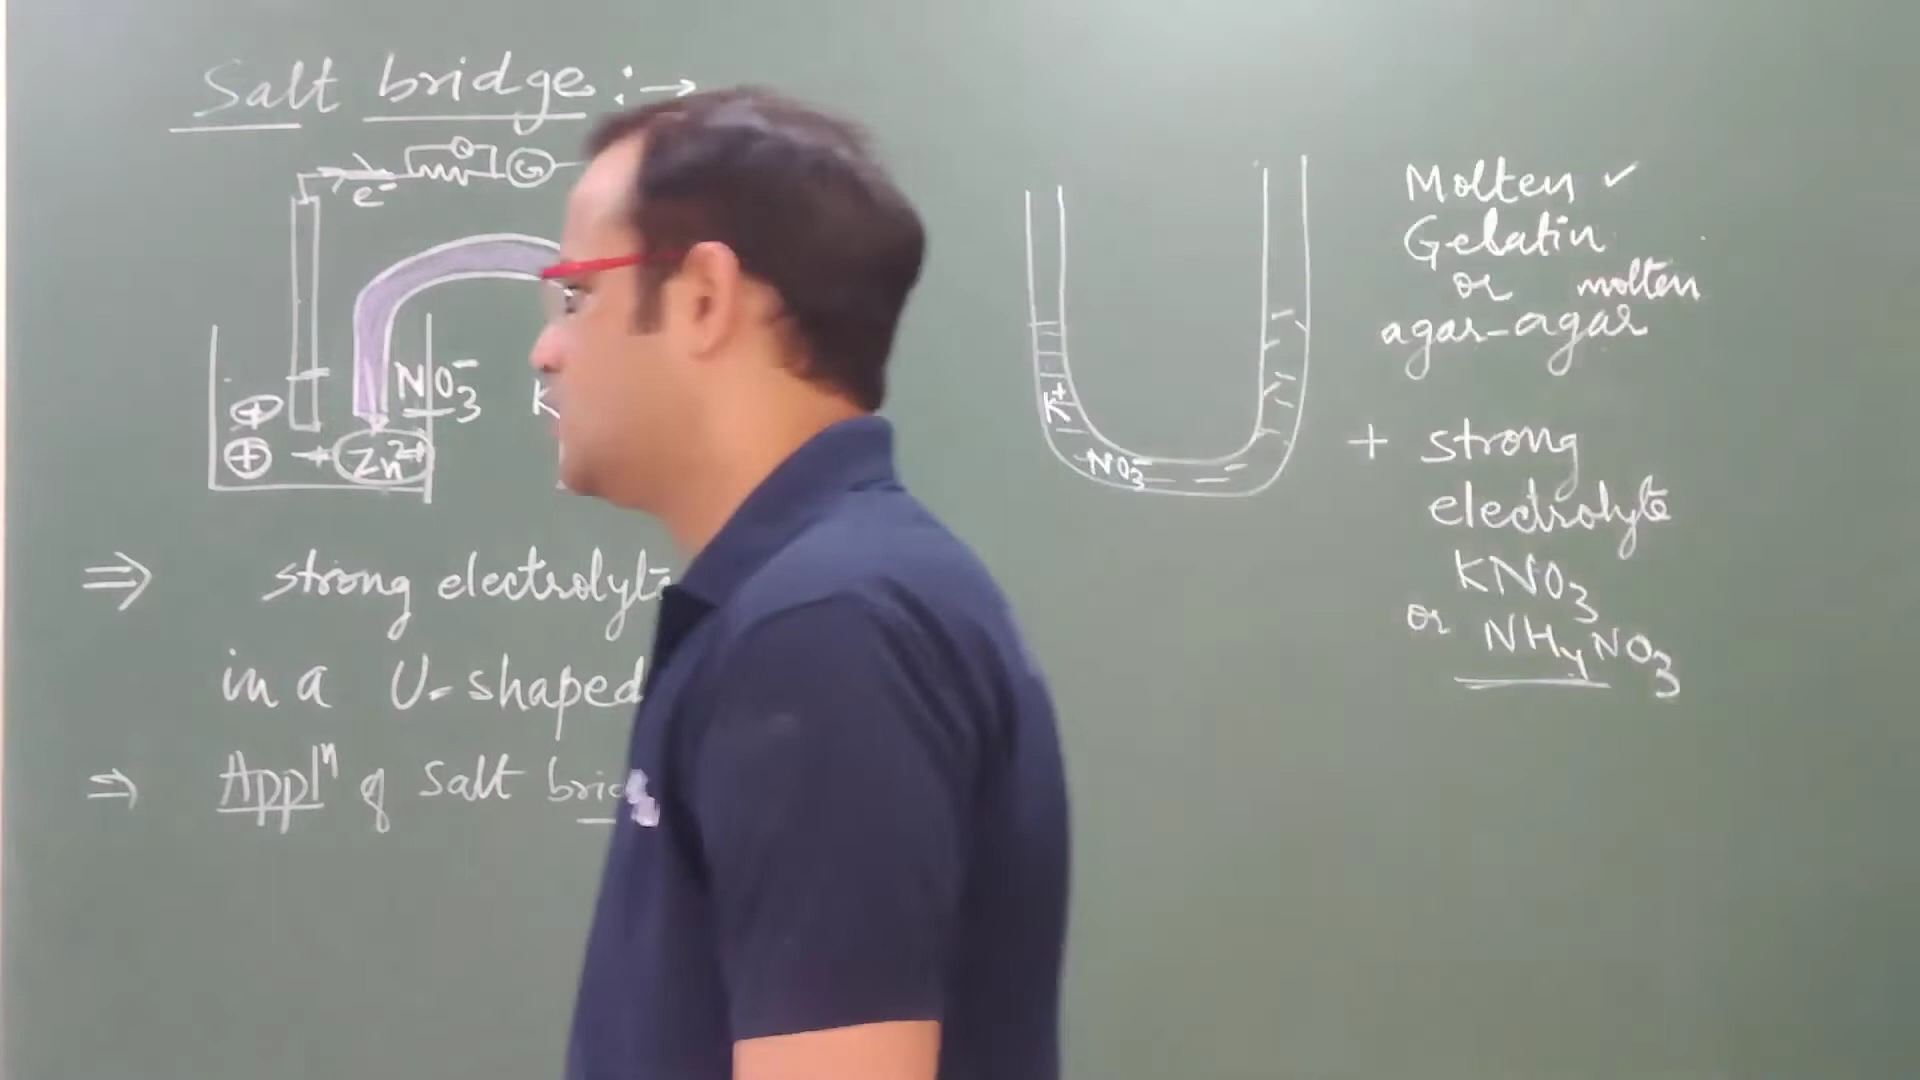 Salt bridge :→
e⁻
G
NO₃⁻
K
⊕
⊕ → Zn²⁺
⇒ strong electrolyte
in a U-shaped
⇒ Applⁿ of salt
K⁺
NO₃⁻
Molten ✓
Gelatin
or molten
agar-agar
+ strong
electrolyte
KNO₃
or NH₄NO₃